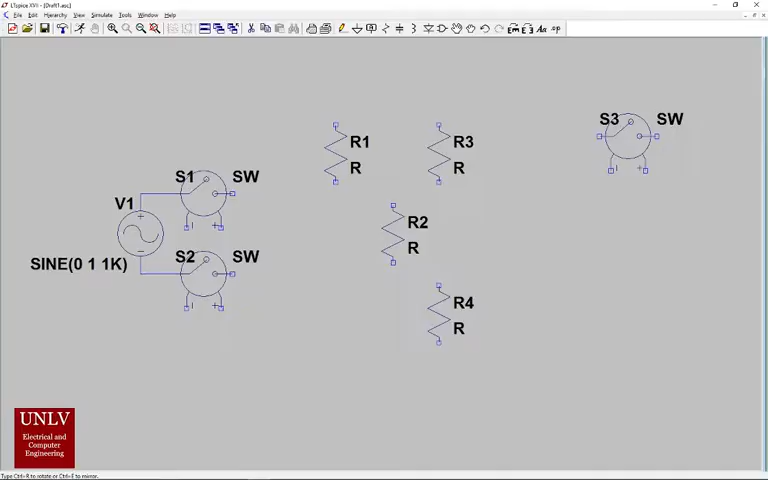 LTspice XVII - [Draft1.asc]
File Edit Hierarchy View Simulate Tools Window Help
Aa .op
S3 SW
R1 R3
R R
S1 SW
V1
R2
R
S2 SW
SINE(0 1 1K)
R4
R
UNLV
Electrical and
Computer
Engineering
Type Ctrl+R to rotate or Ctrl+E to mirror.